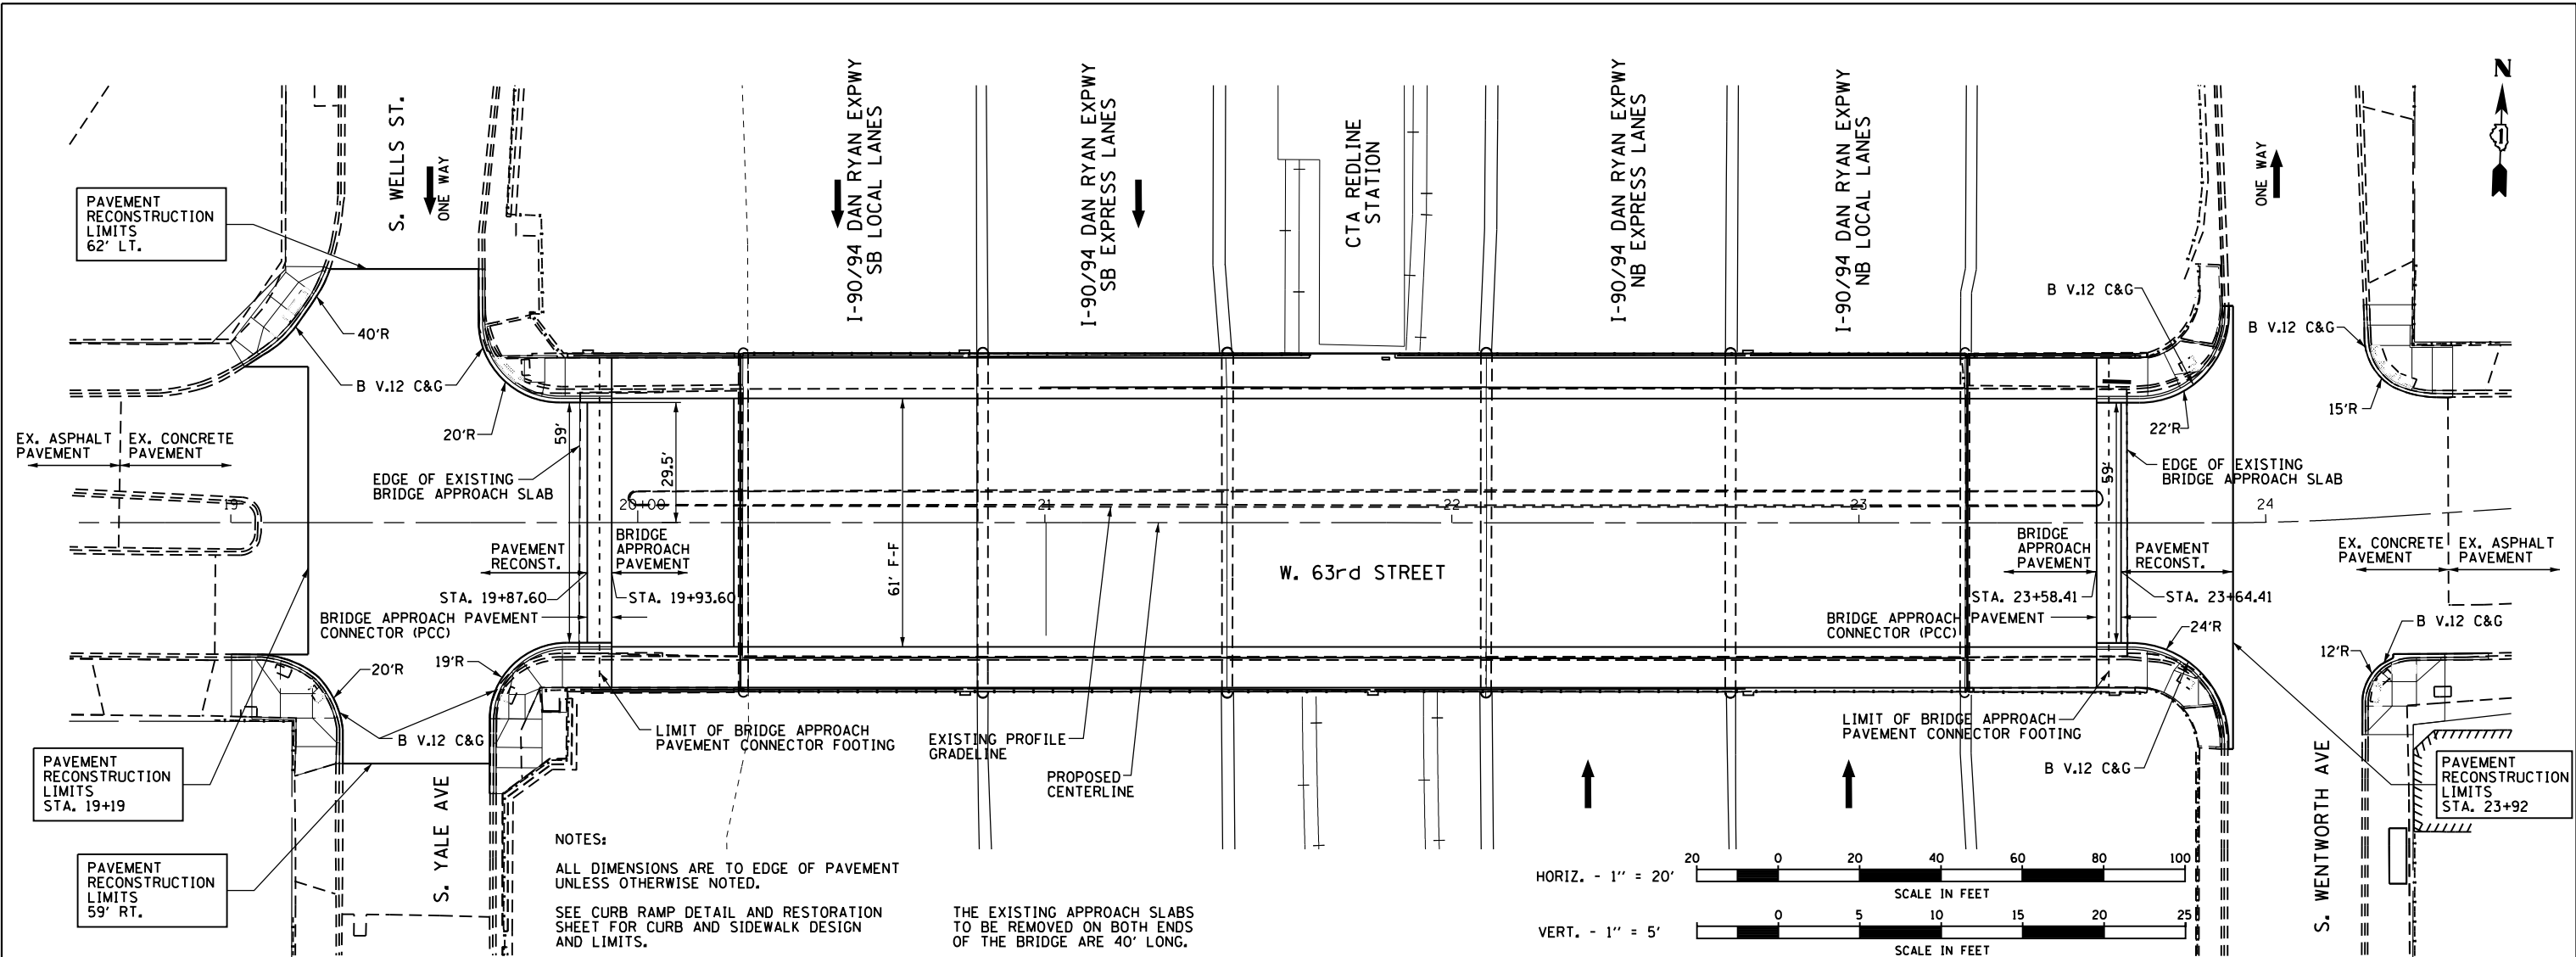 N
S. WELLS ST.
ONE WAY
I-90/94 DAN RYAN EXPWY
SB LOCAL LANES
I-90/94 DAN RYAN EXPWY
SB EXPRESS LANES
CTA REDLINE
STATION
I-90/94 DAN RYAN EXPWY
NB EXPRESS LANES
I-90/94 DAN RYAN EXPWY
NB LOCAL LANES
ONE WAY
PAVEMENT
RECONSTRUCTION
LIMITS
62' LT.
40'R
B V.12 C&G
20'R
B V.12 C&G
B V.12 C&G
15'R
22'R
EX. ASPHALT
PAVEMENT
EX. CONCRETE
PAVEMENT
EDGE OF EXISTING
BRIDGE APPROACH SLAB
59'
29.5'
59'
EDGE OF EXISTING
BRIDGE APPROACH SLAB
19
20+00
21
22
23
24
PAVEMENT
RECONST.
BRIDGE
APPROACH
PAVEMENT
61' F-F
W. 63rd STREET
BRIDGE
APPROACH
PAVEMENT
PAVEMENT
RECONST.
EX. CONCRETE
PAVEMENT
EX. ASPHALT
PAVEMENT
STA. 19+87.60
STA. 19+93.60
STA. 23+58.41
STA. 23+64.41
BRIDGE APPROACH PAVEMENT
CONNECTOR (PCC)
BRIDGE APPROACH PAVEMENT
CONNECTOR (PCC)
24'R
B V.12 C&G
12'R
20'R
19'R
B V.12 C&G
LIMIT OF BRIDGE APPROACH
PAVEMENT CONNECTOR FOOTING
EXISTING PROFILE
GRADELINE
PROPOSED
CENTERLINE
LIMIT OF BRIDGE APPROACH
PAVEMENT CONNECTOR FOOTING
B V.12 C&G
PAVEMENT
RECONSTRUCTION
LIMITS
STA. 19+19
PAVEMENT
RECONSTRUCTION
LIMITS
STA. 23+92
PAVEMENT
RECONSTRUCTION
LIMITS
59' RT.
S. YALE AVE
S. WENTWORTH AVE
NOTES:
ALL DIMENSIONS ARE TO EDGE OF PAVEMENT
UNLESS OTHERWISE NOTED.
SEE CURB RAMP DETAIL AND RESTORATION
SHEET FOR CURB AND SIDEWALK DESIGN
AND LIMITS.
THE EXISTING APPROACH SLABS
TO BE REMOVED ON BOTH ENDS
OF THE BRIDGE ARE 40' LONG.
20 0 20 40 60 80 100
HORIZ. - 1" = 20'
SCALE IN FEET
0 5 10 15 20 25
VERT. - 1" = 5'
SCALE IN FEET